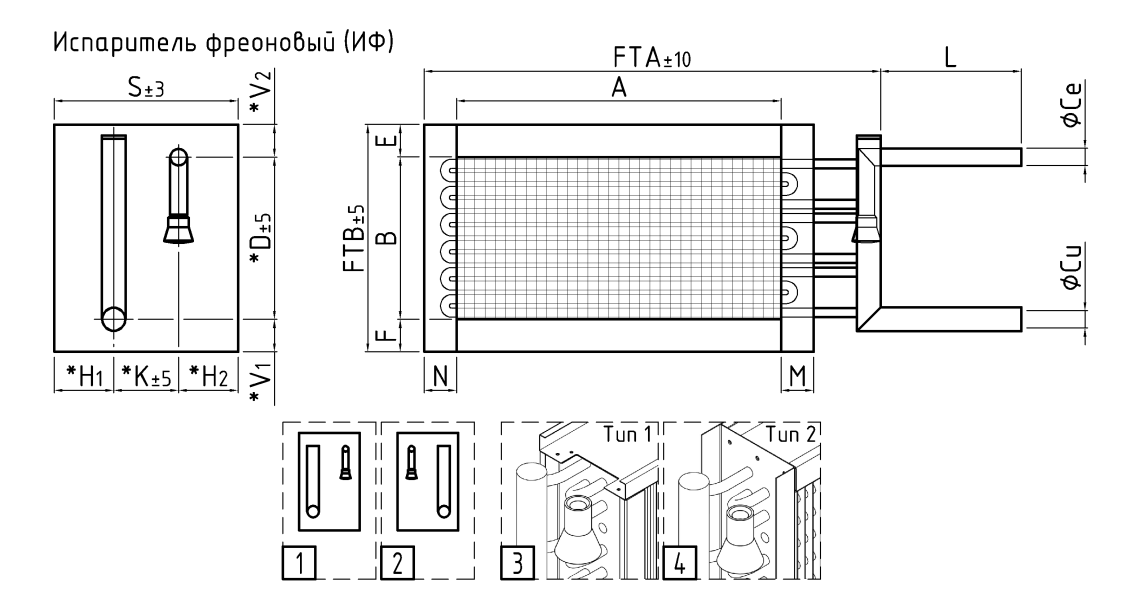 Испаритель фреоновый (ИФ)
S±3
*V2
*D±5
*V1
*H1
*K±5
*H2
FTA±10
L
A
E
FTB±5
B
F
N
M
ϕCe
ϕCu
1
2
Тип 1
3
Тип 2
4